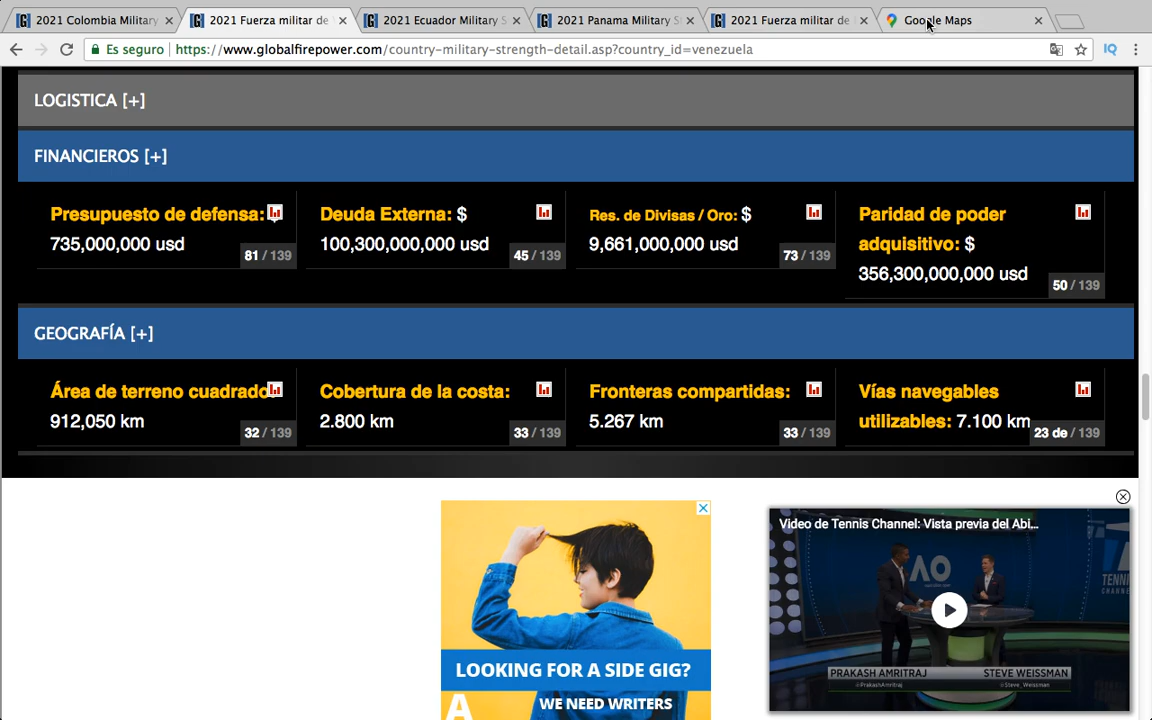 2021 Colombia Military
2021 Fuerza militar de
2021 Ecuador Military S
2021 Panama Military S
2021 Fuerza militar de
Google Maps
Es seguro
https://www.globalfirepower.com/country-military-strength-detail.asp?country_id=venezuela
IQ
LOGISTICA [+]
FINANCIEROS [+]
Presupuesto de defensa:
735,000,000 usd
81 / 139
Deuda Externa: $
100,300,000,000 usd
45 / 139
Res. de Divisas / Oro: $
9,661,000,000 usd
73 / 139
Paridad de poder
adquisitivo: $
356,300,000,000 usd
50 / 139
GEOGRAFÍA [+]
Área de terreno cuadrado
912,050 km
32 / 139
Cobertura de la costa:
2.800 km
33 / 139
Fronteras compartidas:
5.267 km
33 / 139
Vías navegables
utilizables: 7.100 km
23 de / 139
LOOKING FOR A SIDE GIG?
WE NEED WRITERS
A
Video de Tennis Channel: Vista previa del Abi...
AO
TENNIS
CHANNEL
PRAKASH AMRITRAJ
@PrakashAmritraj
STEVE WEISSMAN
@Steve_Weissman